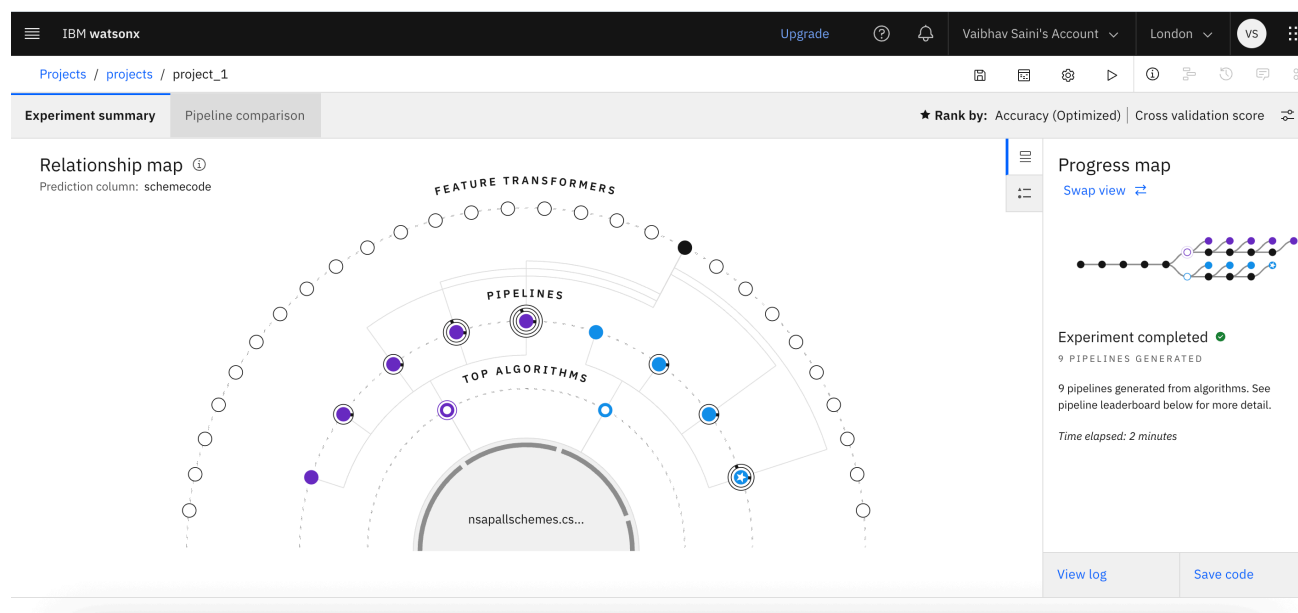 IBM watsonx
Upgrade
Vaibhav Saini's Account
London
VS
Projects / projects / project_1
Experiment summary
Pipeline comparison
★ Rank by: Accuracy (Optimized) | Cross validation score
Relationship map
Prediction column: schemecode
FEATURE TRANSFORMERS
PIPELINES
TOP ALGORITHMS
nsapallschemes.cs...
Progress map
Swap view
Experiment completed
9 PIPELINES GENERATED
9 pipelines generated from algorithms. See
pipeline leaderboard below for more detail.
Time elapsed: 2 minutes
View log
Save code